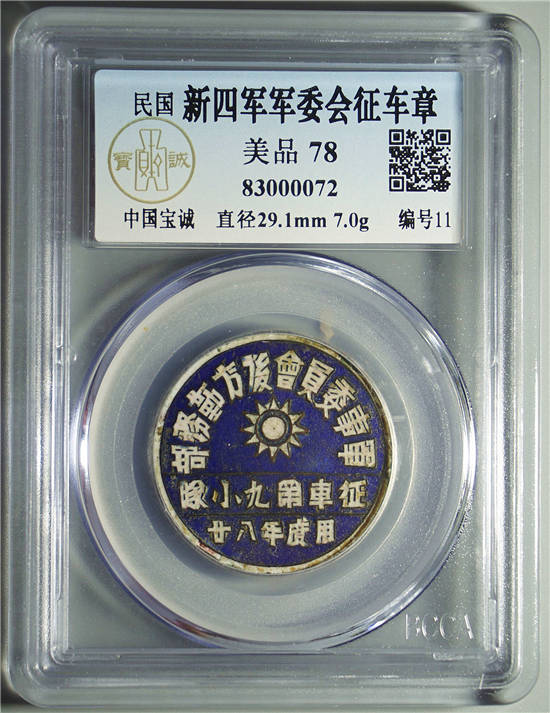 民国 新四军军委会征车章
寶誠
美品 78
83000072
中国宝诚 直径29.1mm 7.0g 编号11
軍事委員會後方勤務部
征車第九小隊
廿八年度用
BCCA